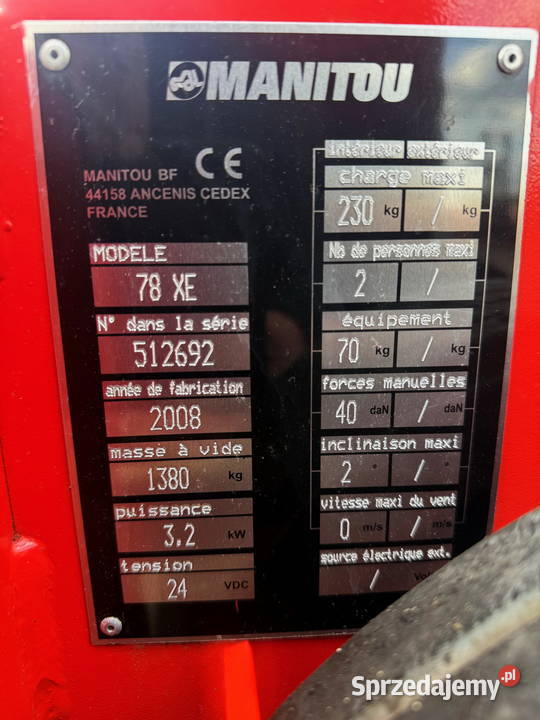 MANITOU
MANITOU BF
44158 ANCENIS CEDEX
FRANCE
CE
MODELE
78 XE
N° dans la série
512692
année de fabrication
2008
masse à vide
1380 kg
puissance
3.2 kW
tension
24 VDC
intérieur extérieur
charge maxi
230 kg / kg
Nb de personnes maxi
2 /
équipement
70 kg / kg
forces manuelles
40 daN / daN
inclinaison maxi
2 ° / °
vitesse maxi du vent
0 m/s / m/s
source électrique ext.
/
Sprzedajemy.pl